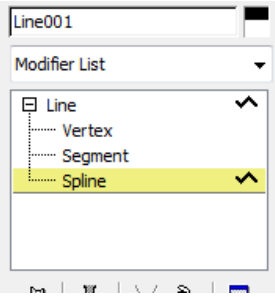 Line001
Modifier List
Line
Vertex
Segment
Spline